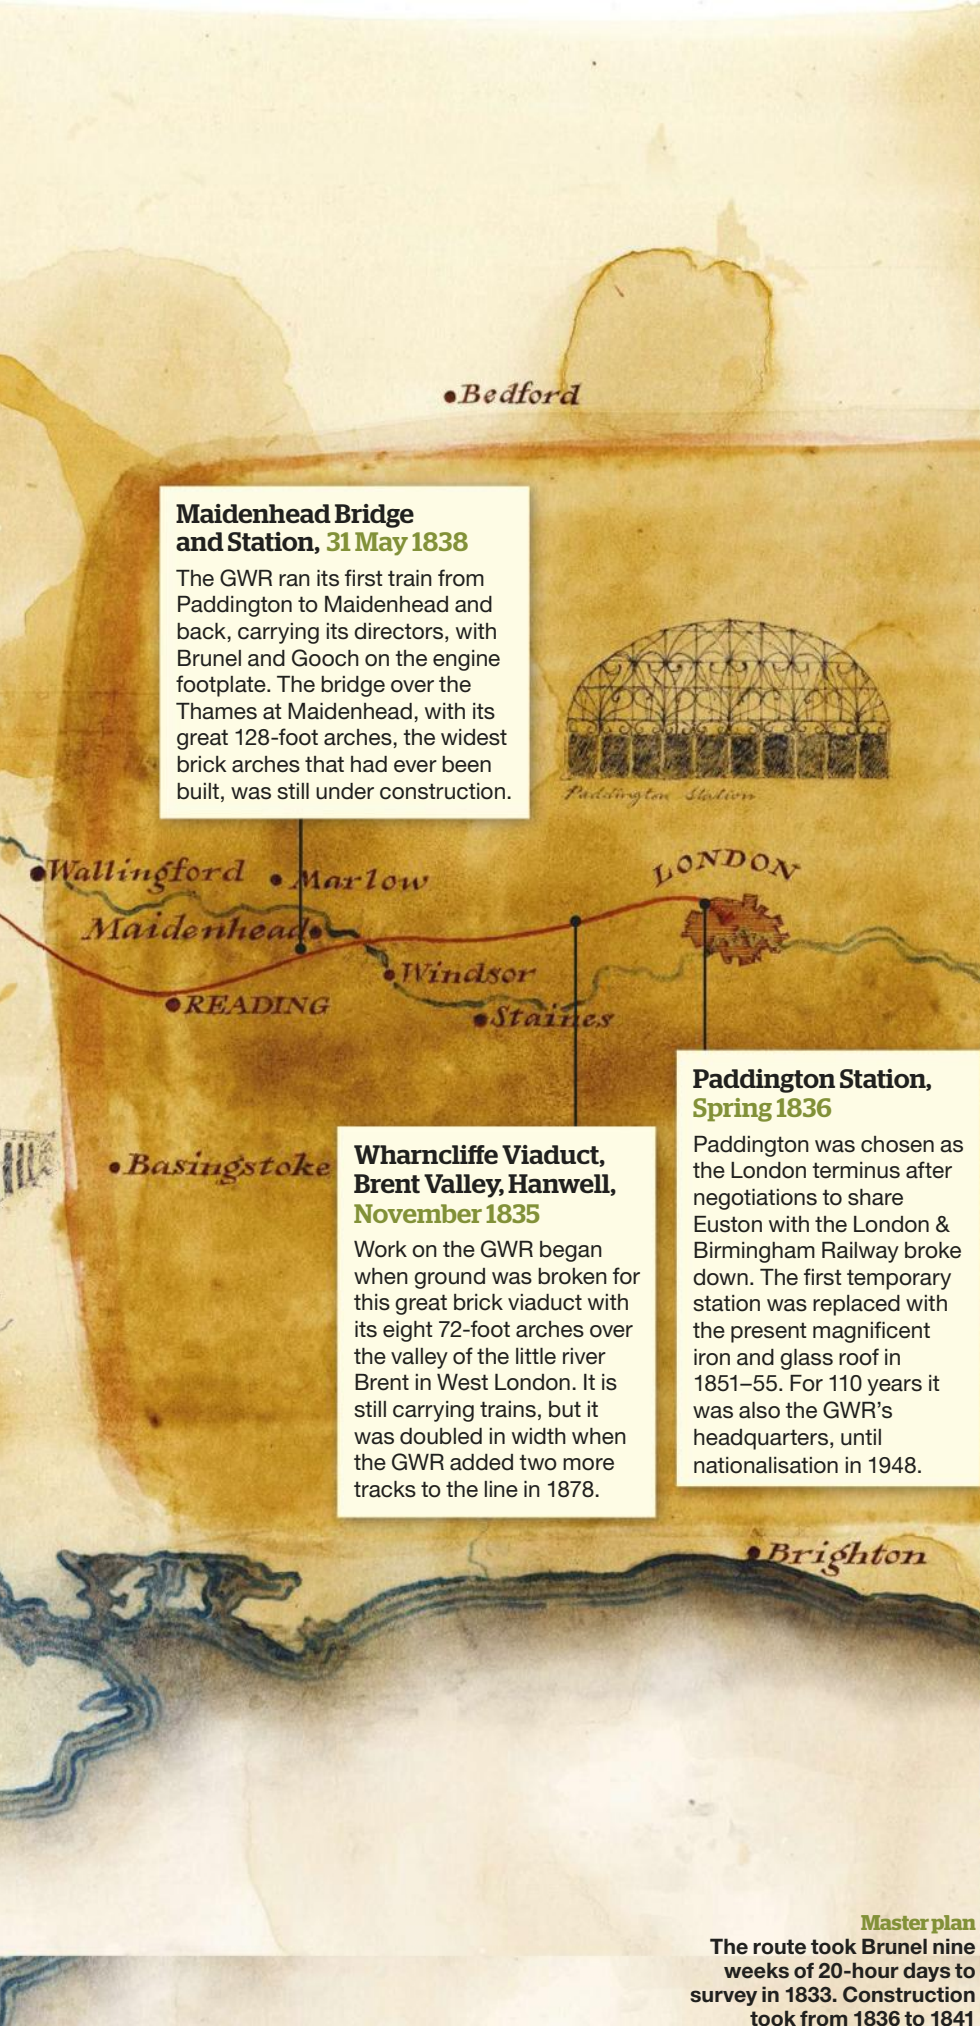 Bedford
Maidenhead Bridge
and Station, 31 May 1838
The GWR ran its first train from
Paddington to Maidenhead and
back, carrying its directors, with
Brunel and Gooch on the engine
footplate. The bridge over the
Thames at Maidenhead, with its
great 128-foot arches, the widest
brick arches that had ever been
built, was still under construction.
Paddington Station
Wallingford
Marlow
LONDON
Maidenhead
Windsor
READING
Staines
Paddington Station,
Spring 1836
Paddington was chosen as
the London terminus after
negotiations to share
Euston with the London &
Birmingham Railway broke
down. The first temporary
station was replaced with
the present magnificent
iron and glass roof in
1851–55. For 110 years it
was also the GWR's
headquarters, until
nationalisation in 1948.
Basingstoke
Wharncliffe Viaduct,
Brent Valley, Hanwell,
November 1835
Work on the GWR began
when ground was broken for
this great brick viaduct with
its eight 72-foot arches over
the valley of the little river
Brent in West London. It is
still carrying trains, but it
was doubled in width when
the GWR added two more
tracks to the line in 1878.
Brighton
Master plan
The route took Brunel nine
weeks of 20-hour days to
survey in 1833. Construction
took from 1836 to 1841